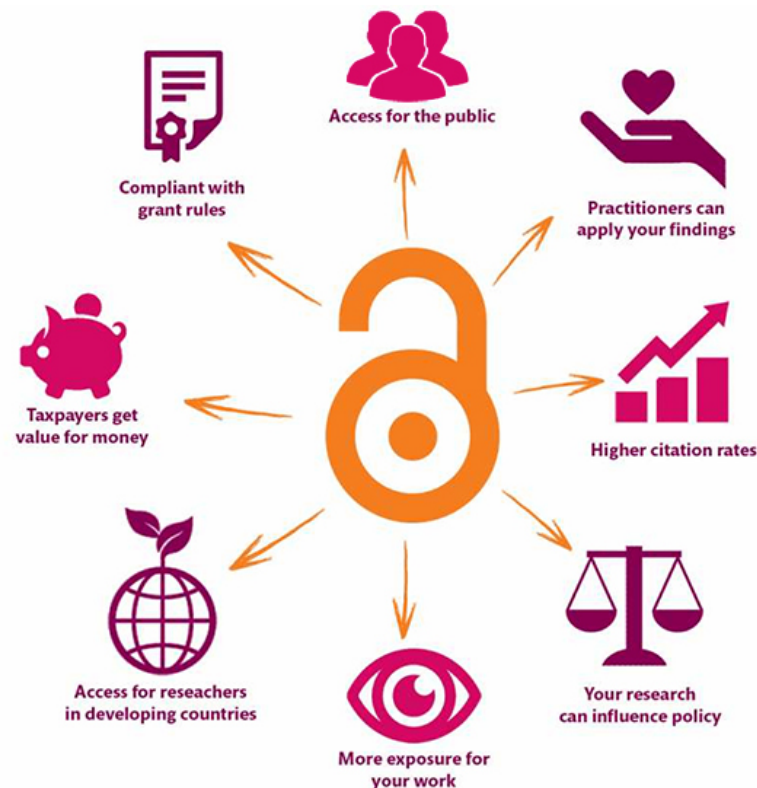 Access for the public
Compliant with
grant rules
Practitioners can
apply your findings
Taxpayers get
value for money
Higher citation rates
Access for reseachers
in developing countries
Your research
can influence policy
More exposure for
your work